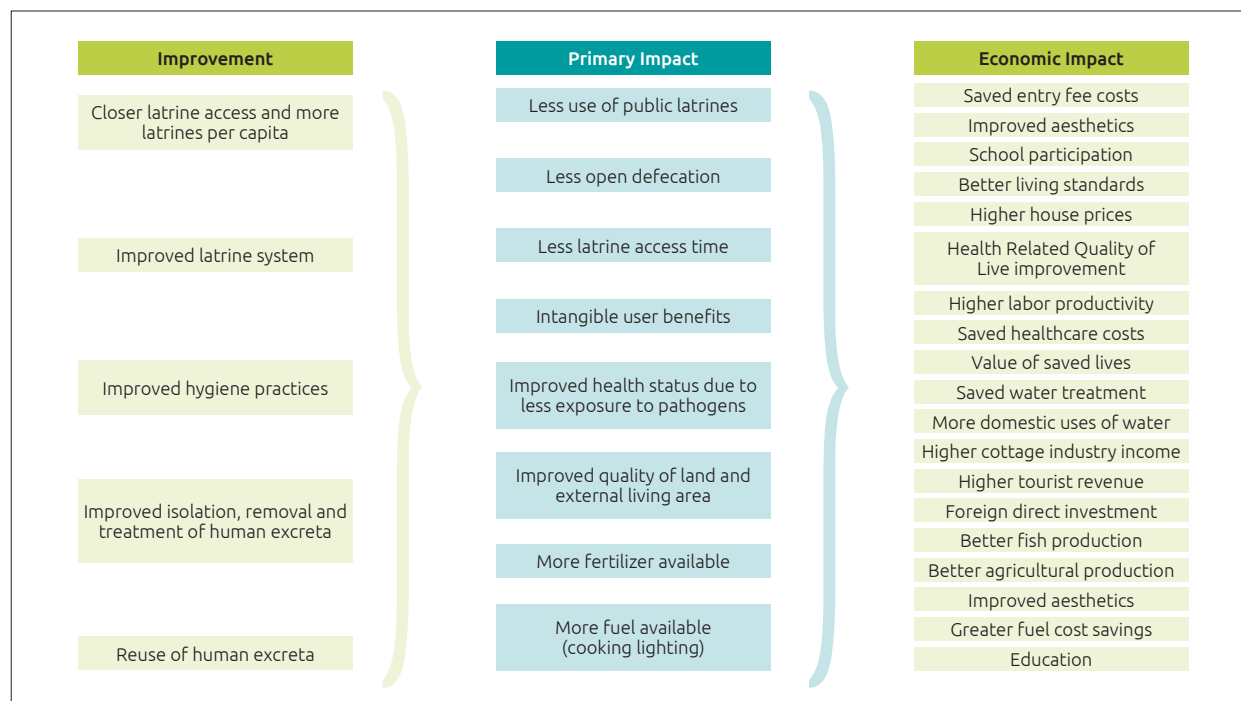 Improvement
Closer latrine access and more
latrines per capita
Improved latrine system
Improved hygiene practices
Improved isolation, removal and
treatment of human excreta
Reuse of human excreta
Primary Impact
Less use of public latrines
Less open defecation
Less latrine access time
Intangible user benefits
Improved health status due to
less exposure to pathogens
Improved quality of land and
external living area
More fertilizer available
More fuel available
(cooking lighting)
Economic Impact
Saved entry fee costs
Improved aesthetics
School participation
Better living standards
Higher house prices
Health Related Quality of
Live improvement
Higher labor productivity
Saved healthcare costs
Value of saved lives
Saved water treatment
More domestic uses of water
Higher cottage industry income
Higher tourist revenue
Foreign direct investment
Better fish production
Better agricultural production
Improved aesthetics
Greater fuel cost savings
Education